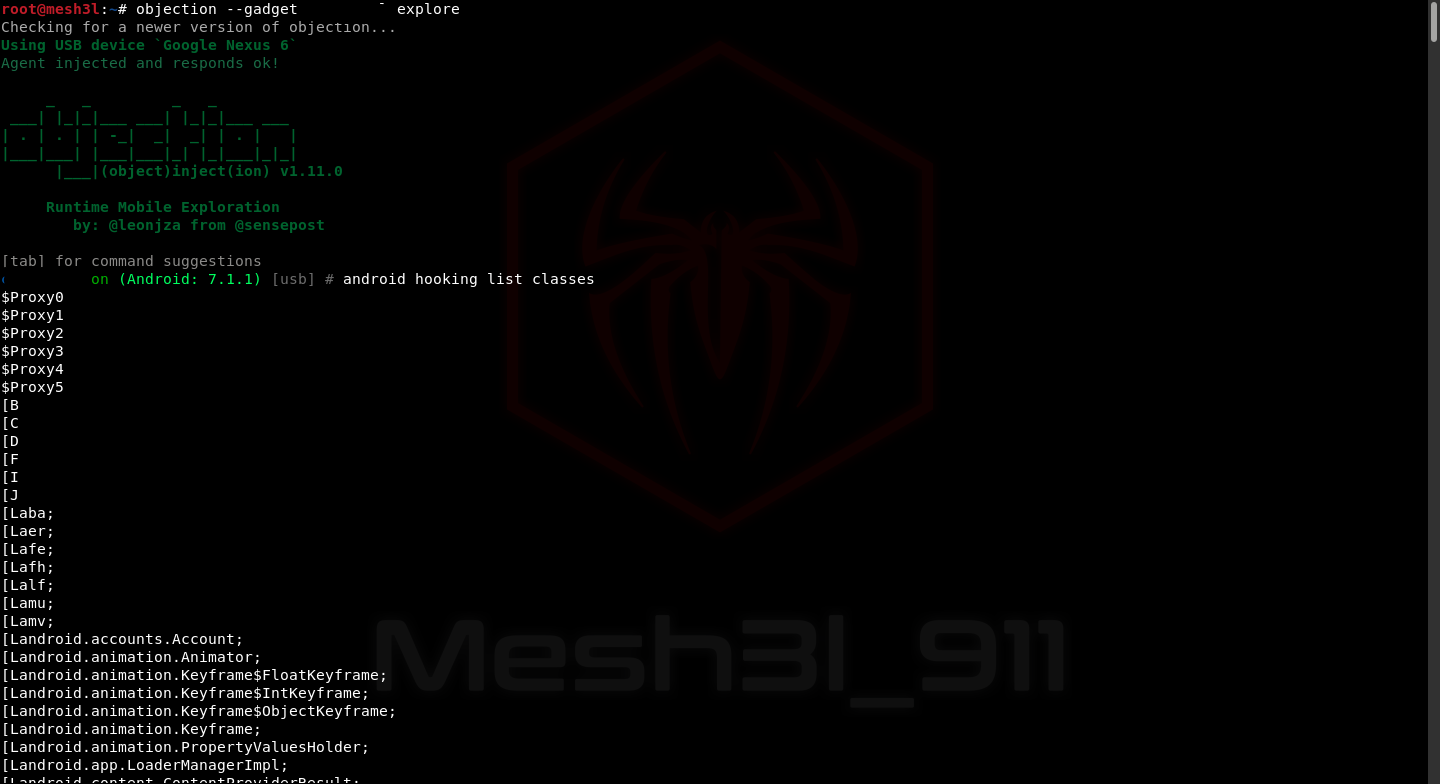 root@mesh3l:~# objection --gadget explore
Checking for a newer version of objection...
Using USB device `Google Nexus 6`
Agent injected and responds ok!
|___|(object)inject(ion) v1.11.0
Runtime Mobile Exploration
by: @leonjza from @sensepost
[tab] for command suggestions
on (Android: 7.1.1) [usb] # android hooking list classes
$Proxy0
$Proxy1
$Proxy2
$Proxy3
$Proxy4
$Proxy5
[B
[C
[D
[F
[I
[J
[Laba;
[Laer;
[Lafe;
[Lafh;
[Lalf;
[Lamu;
[Lamv;
[Landroid.accounts.Account;
[Landroid.animation.Animator;
[Landroid.animation.Keyframe$FloatKeyframe;
[Landroid.animation.Keyframe$IntKeyframe;
[Landroid.animation.Keyframe$ObjectKeyframe;
[Landroid.animation.Keyframe;
[Landroid.animation.PropertyValuesHolder;
[Landroid.app.LoaderManagerImpl;
[Landroid.content.ContentProviderResult;
Mesh3l_911